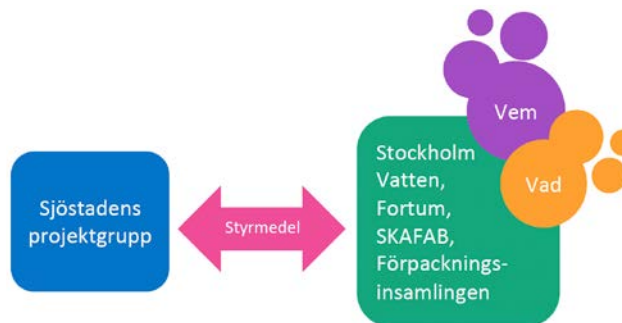 Sjöstadens
projektgrupp
Styrmedel
Stockholm
Vatten,
Fortum,
SKAFAB,
Förpacknings-
insamlingen
Vem
Vad